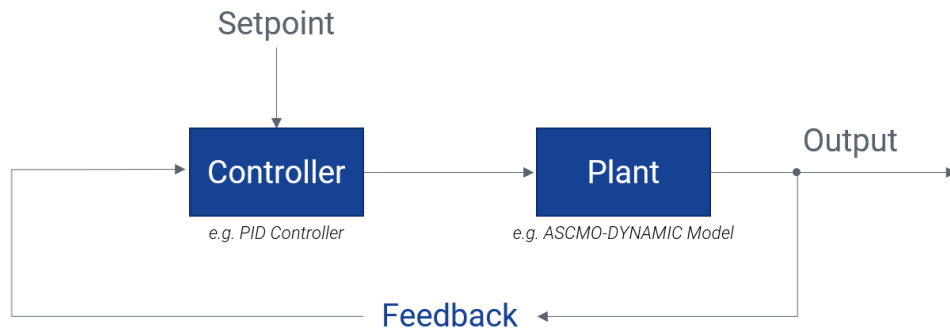 Setpoint
Output
Controller
Plant
e.g. PID Controller
e.g. ASCMO-DYNAMIC Model
Feedback